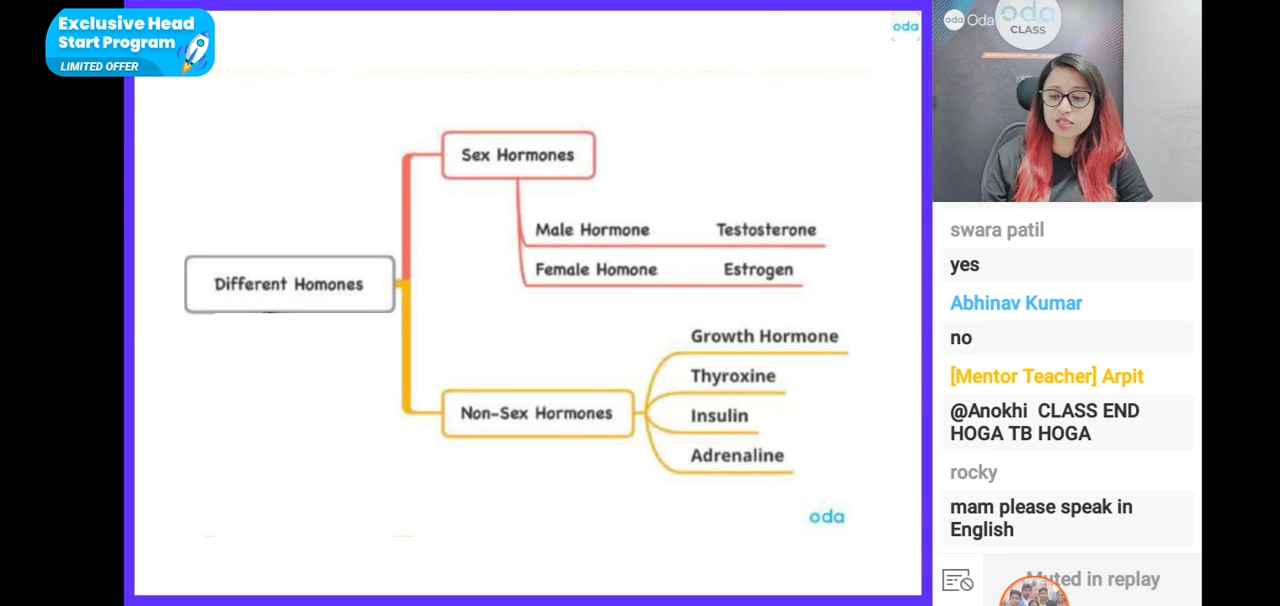 Exclusive Head
Start Program
LIMITED OFFER
oda
Sex Hormones
Male Hormone Testosterone
Female Homone Estrogen
Different Homones
Growth Hormone
Thyroxine
Insulin
Adrenaline
Non-Sex Hormones
oda
oda Oda
oda
CLASS
swara patil
yes
Abhinav Kumar
no
[Mentor Teacher] Arpit
@Anokhi CLASS END
HOGA TB HOGA
rocky
mam please speak in
English
Muted in replay